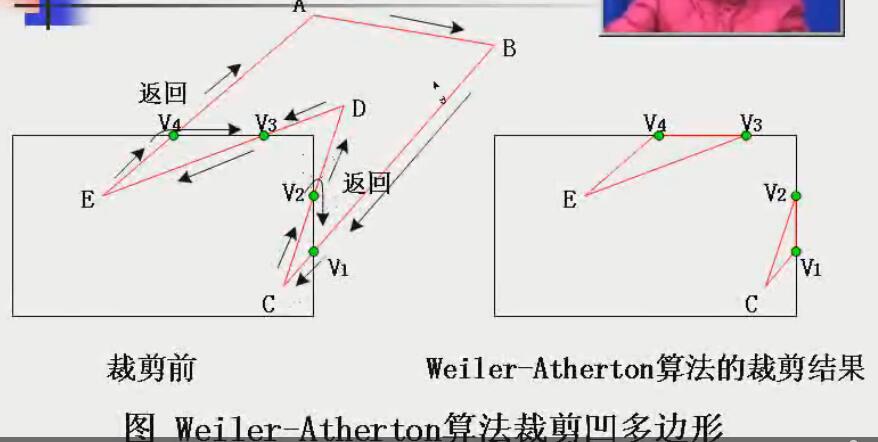 A
B
返回
D
V4
V3
V4
V3
E
V2
返回
E
V2
V1
V1
C
C
裁剪前
Weiler-Atherton算法的裁剪结果
图 Weiler-Atherton算法裁剪凹多边形